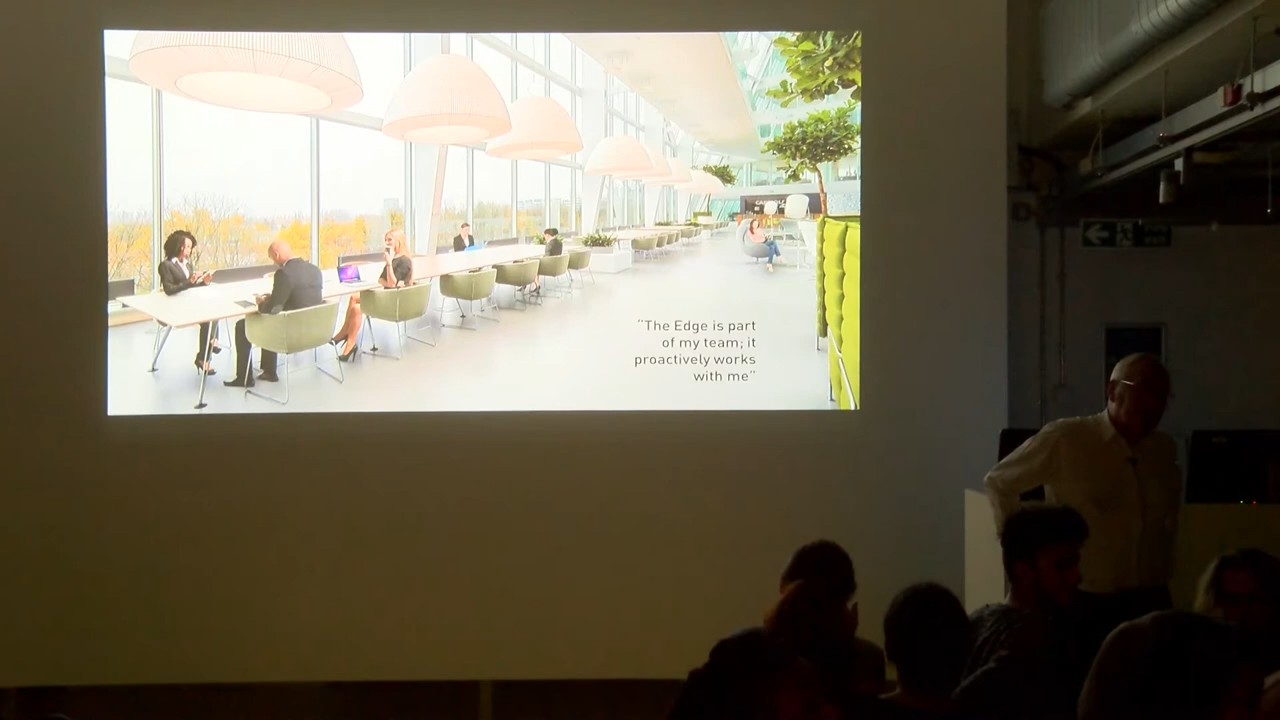 "The Edge is part
of my team; it
proactively works
with me"